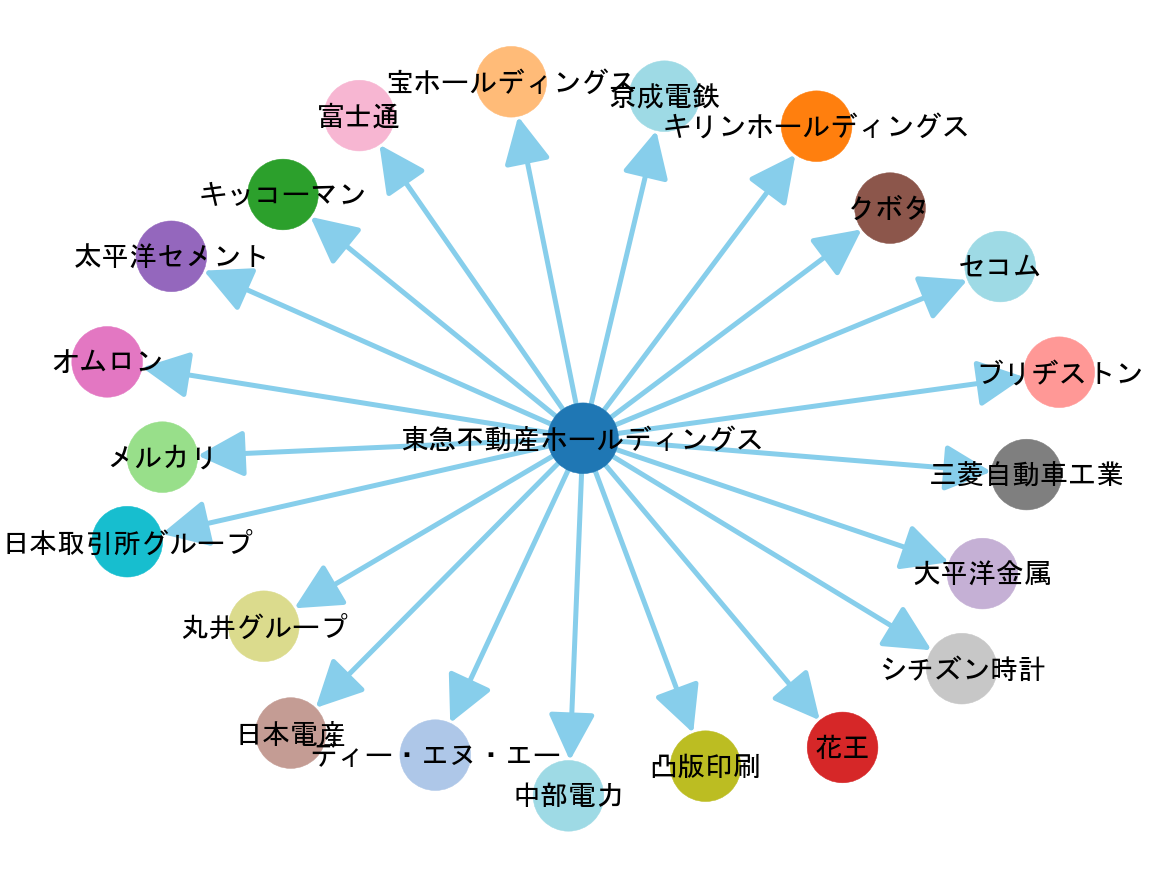 宝ホールディングス
京成電鉄
富士通
キリンホールディングス
キッコーマン
クボタ
太平洋セメント
セコム
オムロン
ブリヂストン
東急不動産ホールディングス
メルカリ
三菱自動車工業
日本取引所グループ
大平洋金属
丸井グループ
シチズン時計
日本電産
ディー・エヌ・エー
花王
凸版印刷
中部電力